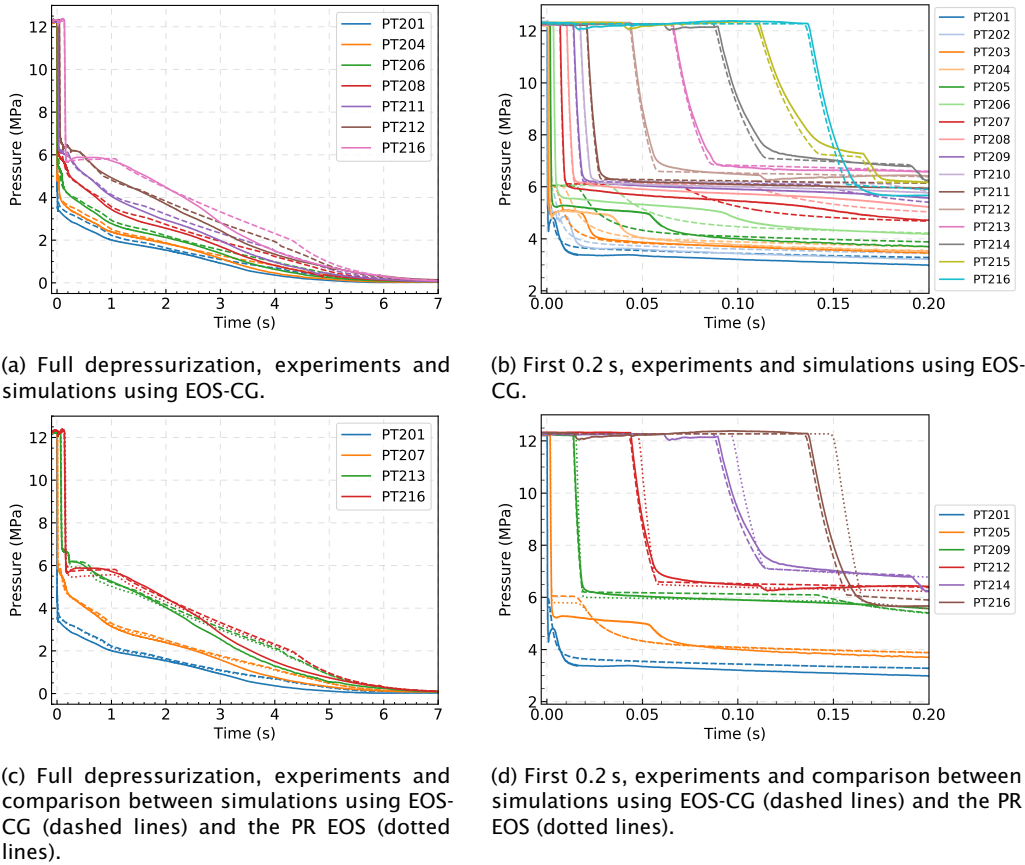 12
10
8
6
4
2
0
Pressure (MPa)
0 1 2 3 4 5 6 7
Time (s)
PT201
PT204
PT206
PT208
PT211
PT212
PT216
12
10
8
6
4
2
Pressure (MPa)
0.00 0.05 0.10 0.15 0.20
Time (s)
PT201
PT202
PT203
PT204
PT205
PT206
PT207
PT208
PT209
PT210
PT211
PT212
PT213
PT214
PT215
PT216
(a) Full depressurization, experiments and
simulations using EOS-CG.
(b) First 0.2 s, experiments and simulations using EOS-
CG.
12
10
8
6
4
2
0
Pressure (MPa)
0 1 2 3 4 5 6 7
Time (s)
PT201
PT207
PT213
PT216
12
10
8
6
4
2
Pressure (MPa)
0.00 0.05 0.10 0.15 0.20
Time (s)
PT201
PT205
PT209
PT212
PT214
PT216
(c) Full depressurization, experiments and
comparison between simulations using EOS-
CG (dashed lines) and the PR EOS (dotted
lines).
(d) First 0.2 s, experiments and comparison between
simulations using EOS-CG (dashed lines) and the PR
EOS (dotted lines).